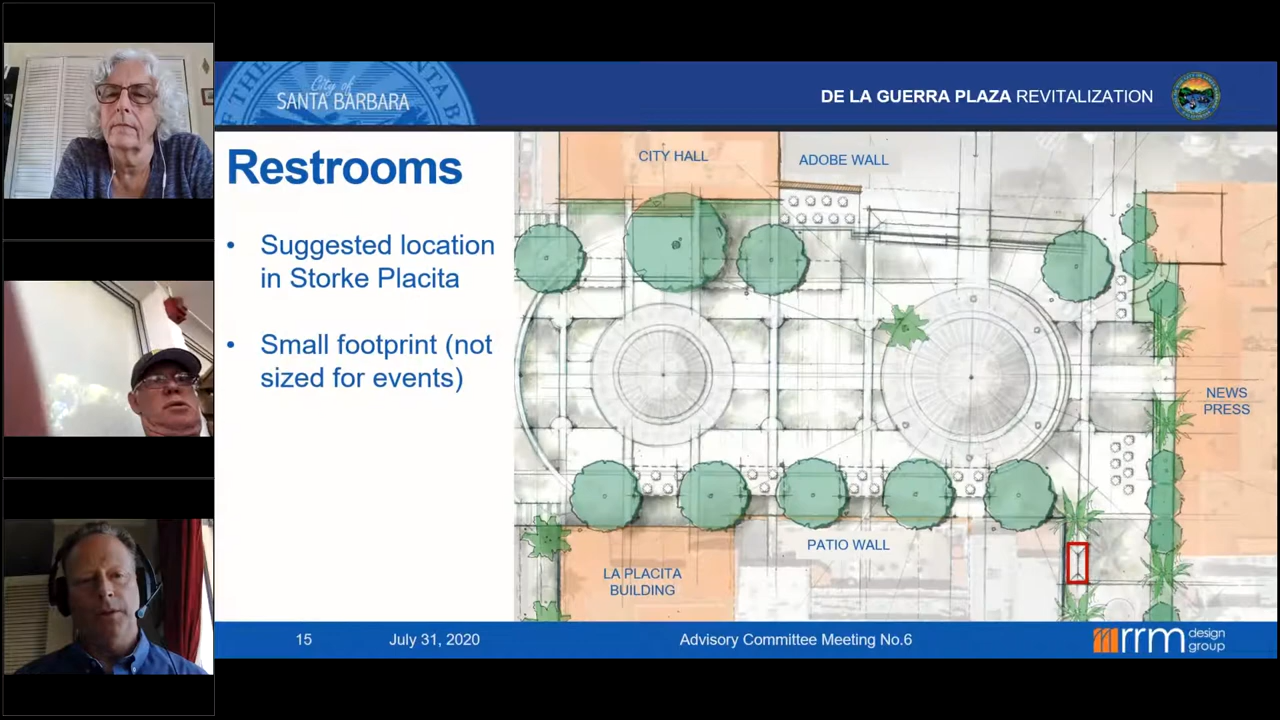 City of
SANTA BARBARA
DE LA GUERRA PLAZA REVITALIZATION
Restrooms
• Suggested location
in Storke Placita
• Small footprint (not
sized for events)
CITY HALL
ADOBE WALL
NEWS
PRESS
PATIO WALL
LA PLACITA
BUILDING
15
July 31, 2020
Advisory Committee Meeting No.6
rrm
design
group